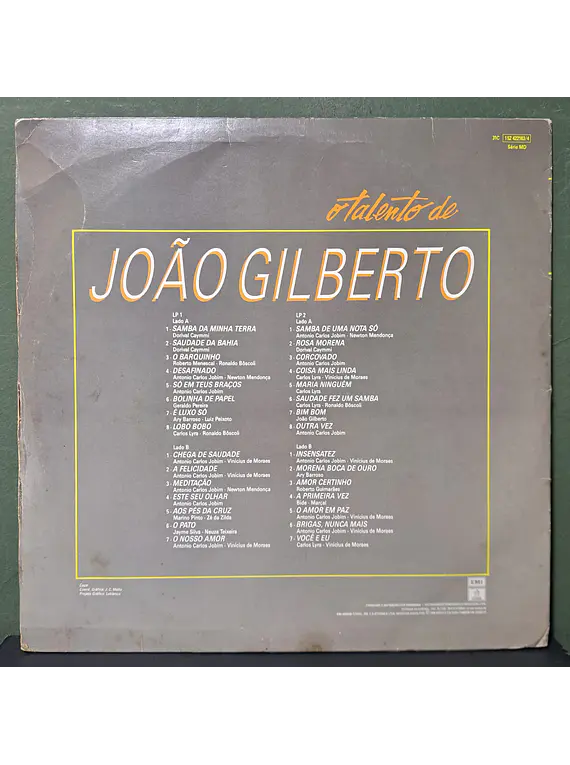 31C 152 422163/4
Série MID
o talento de
JOÃO GILBERTO
LP 1
Lado A
1 - SAMBA DA MINHA TERRA
Dorival Caymmi
2 - SAUDADE DA BAHIA
Dorival Caymmi
3 - O BARQUINHO
Roberto Menescal - Ronaldo Bôscoli
4 - DESAFINADO
Antonio Carlos Jobim - Newton Mendonça
5 - SÓ EM TEUS BRAÇOS
Antonio Carlos Jobim
6 - BOLINHA DE PAPEL
Geraldo Pereira
7 - É LUXO SÓ
Ary Barroso - Luiz Peixoto
8 - LOBO BOBO
Carlos Lyra - Ronaldo Bôscoli
Lado B
1 - CHEGA DE SAUDADE
Antonio Carlos Jobim - Vinicius de Moraes
2 - A FELICIDADE
Antonio Carlos Jobim - Vinicius de Moraes
3 - MEDITAÇÃO
Antonio Carlos Jobim - Newton Mendonça
4 - ESTE SEU OLHAR
Antonio Carlos Jobim
5 - AOS PÉS DA CRUZ
Marino Pinto - Zé da Zilda
6 - O PATO
Jayme Silva - Neuza Teixeira
7 - O NOSSO AMOR
Antonio Carlos Jobim - Vinicius de Moraes
LP 2
Lado A
1 - SAMBA DE UMA NOTA SÓ
Antonio Carlos Jobim - Newton Mendonça
2 - ROSA MORENA
Dorival Caymmi
3 - CORCOVADO
Antonio Carlos Jobim
4 - COISA MAIS LINDA
Carlos Lyra - Vinicius de Moraes
5 - MARIA NINGUÉM
Carlos Lyra
6 - SAUDADE FEZ UM SAMBA
Carlos Lyra - Ronaldo Bôscoli
7 - BIM BOM
João Gilberto
8 - OUTRA VEZ
Antonio Carlos Jobim
Lado B
1 - INSENSATEZ
Antonio Carlos Jobim - Vinicius de Moraes
2 - MORENA BOCA DE OURO
Ary Barroso
3 - AMOR CERTINHO
Roberto Guimarães
4 - A PRIMEIRA VEZ
Bide - Marçal
5 - O AMOR EM PAZ
Antonio Carlos Jobim - Vinicius de Moraes
6 - BRIGAS, NUNCA MAIS
Antonio Carlos Jobim - Vinicius de Moraes
7 - VOCÊ E EU
Carlos Lyra - Vinicius de Moraes